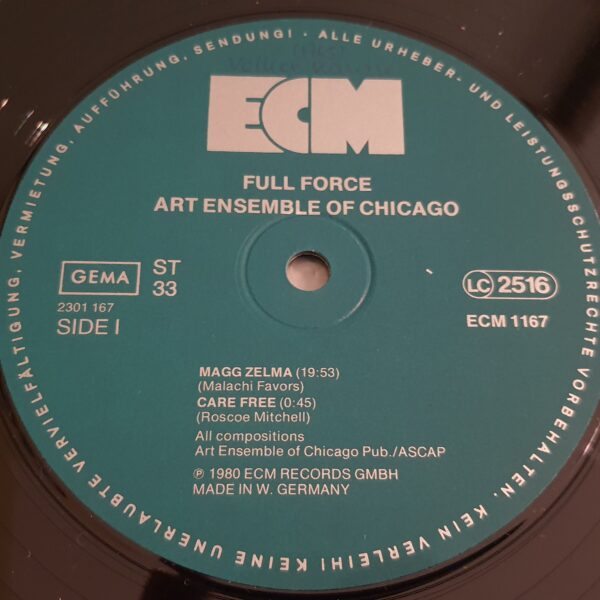 ALLE URHEBER- UND LEISTUNGSSCHUTZRECHTE VORBEHALTEN. KEIN VERLEIH! KEINE UNERLAUBTE VERVIELFÄLTIGUNG, VERMIETUNG, AUFFÜHRUNG, SENDUNG! ·
ECM
FULL FORCE
ART ENSEMBLE OF CHICAGO
GEMA
ST
33
2301 167
SIDE I
LC 2516
ECM 1167
MAGG ZELMA (19:53)
(Malachi Favors)
CARE FREE (0:45)
(Roscoe Mitchell)
All compositions
Art Ensemble of Chicago Pub./ASCAP
℗ 1980 ECM RECORDS GMBH
MADE IN W. GERMANY